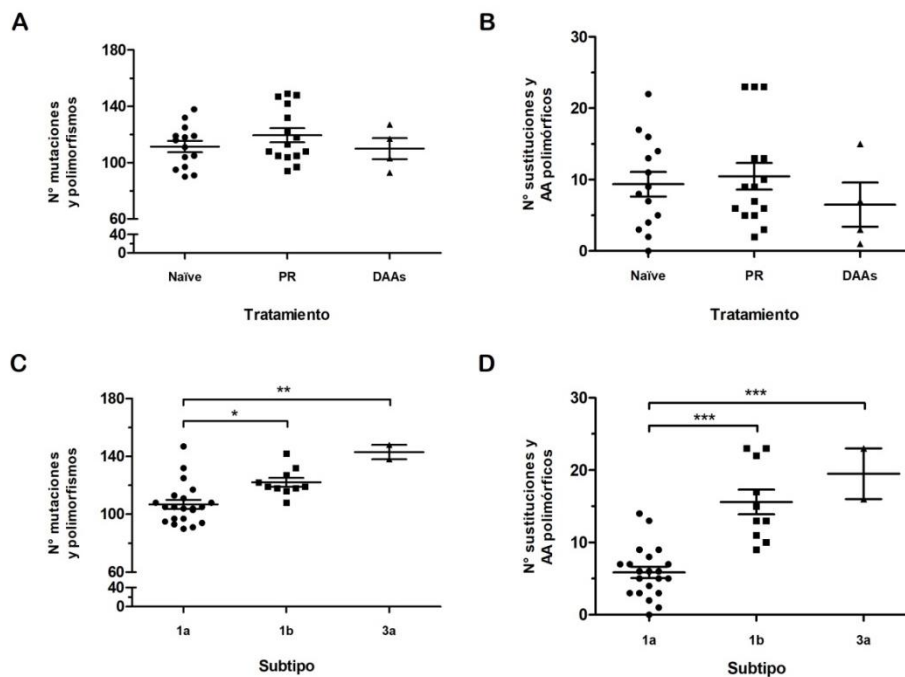 A
180
140
100
60
40
0
N° mutaciones
y polimorfismos
Naïve PR DAAs
Tratamiento
B
30
20
10
0
N° sustituciones y
AA polimórficos
Naïve PR DAAs
Tratamiento
C
180
140
100
60
40
0
N° mutaciones
y polimorfismos
**
*
1a 1b 3a
Subtipo
D
30
20
10
0
N° sustituciones y
AA polimórficos
***
***
1a 1b 3a
Subtipo